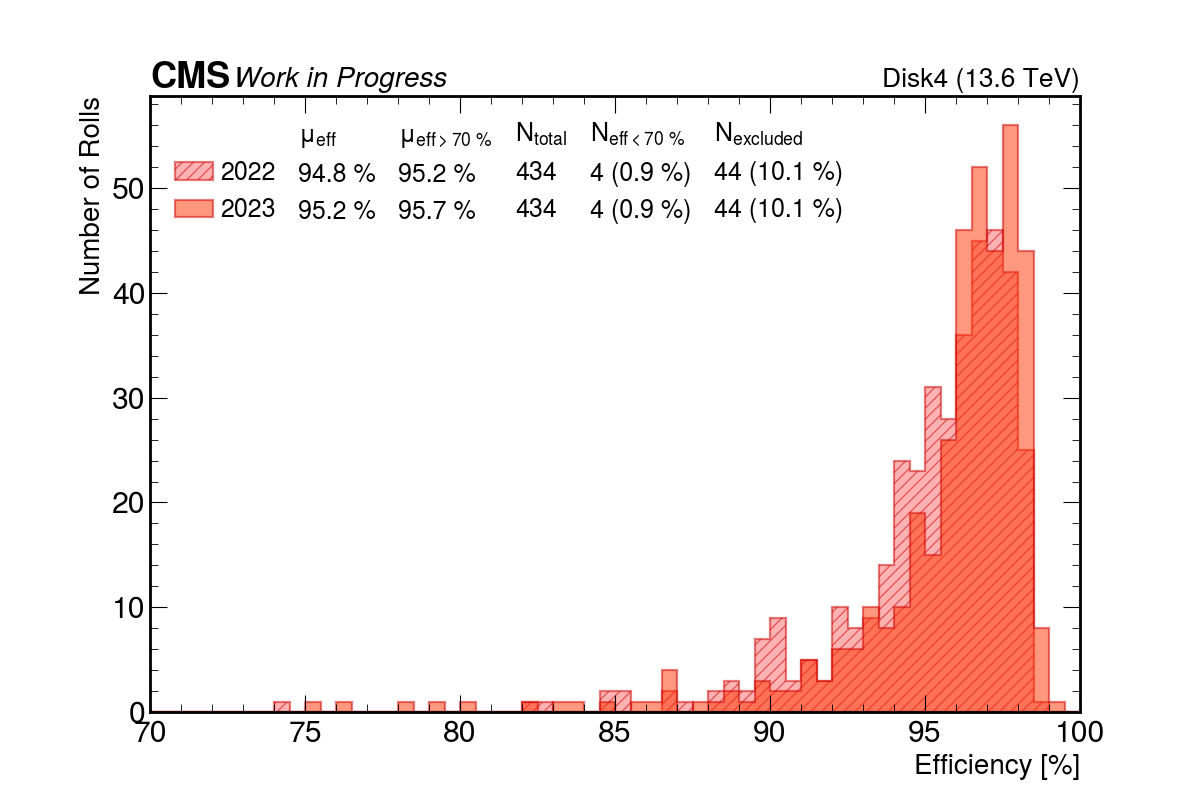 CMS Work in Progress Disk4 (13.6 TeV)
Number of Rolls
μeff μeff > 70 % Ntotal Neff < 70 % Nexcluded
2022 94.8 % 95.2 % 434 4 (0.9 %) 44 (10.1 %)
2023 95.2 % 95.7 % 434 4 (0.9 %) 44 (10.1 %)
50
40
30
20
10
0
70 75 80 85 90 95 100
Efficiency [%]